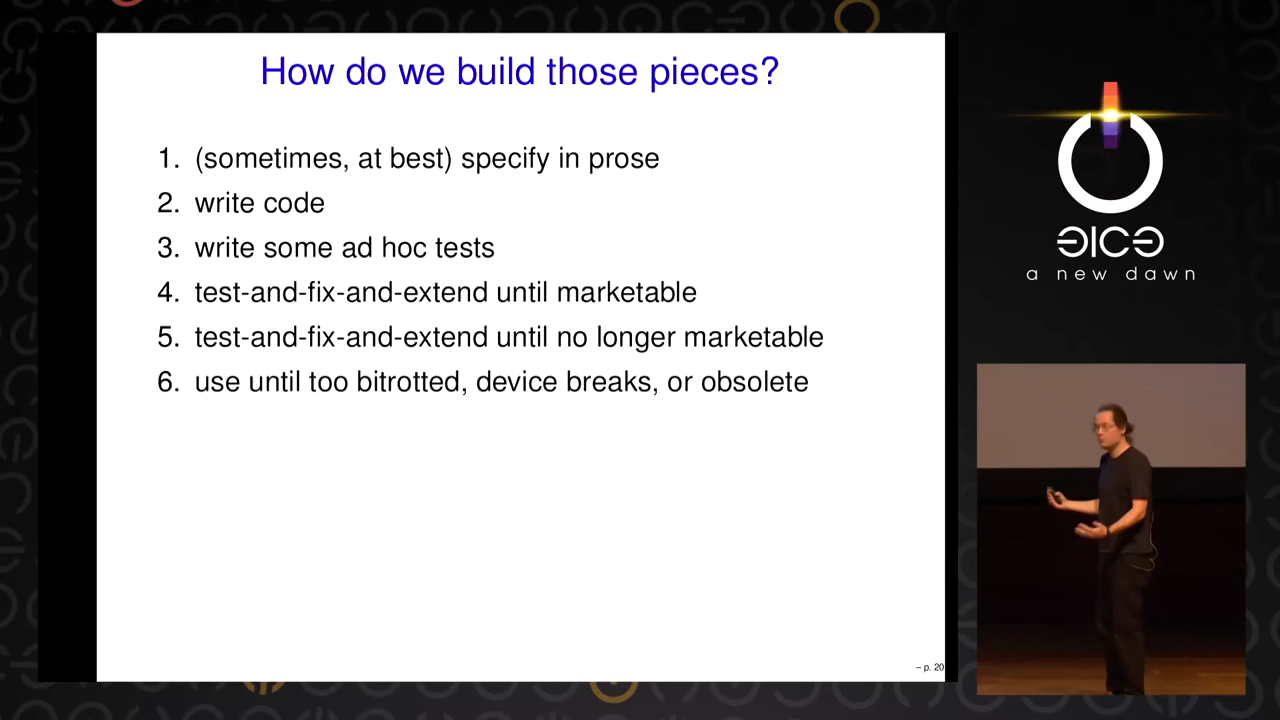 How do we build those pieces?
1. (sometimes, at best) specify in prose
2. write code
3. write some ad hoc tests
4. test-and-fix-and-extend until marketable
5. test-and-fix-and-extend until no longer marketable
6. use until too bitrotted, device breaks, or obsolete
– p. 20
31C3
a new dawn